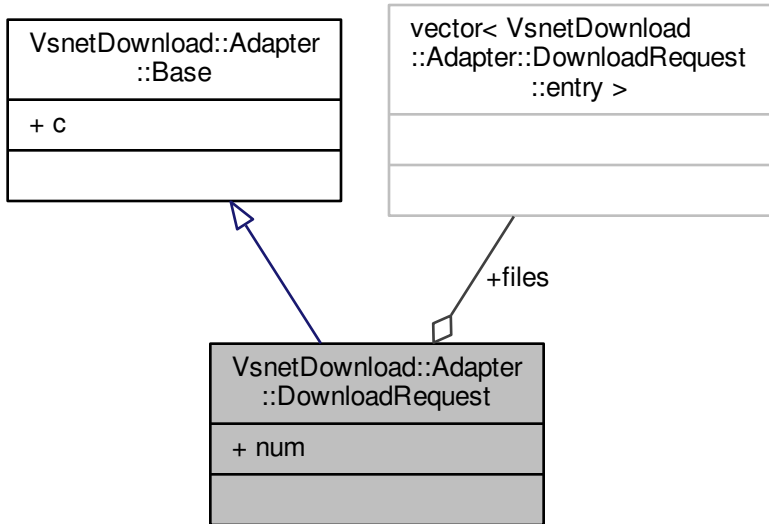 VsnetDownload::Adapter
::Base
+ c
vector< VsnetDownload
::Adapter::DownloadRequest
::entry >
+files
VsnetDownload::Adapter
::DownloadRequest
+ num